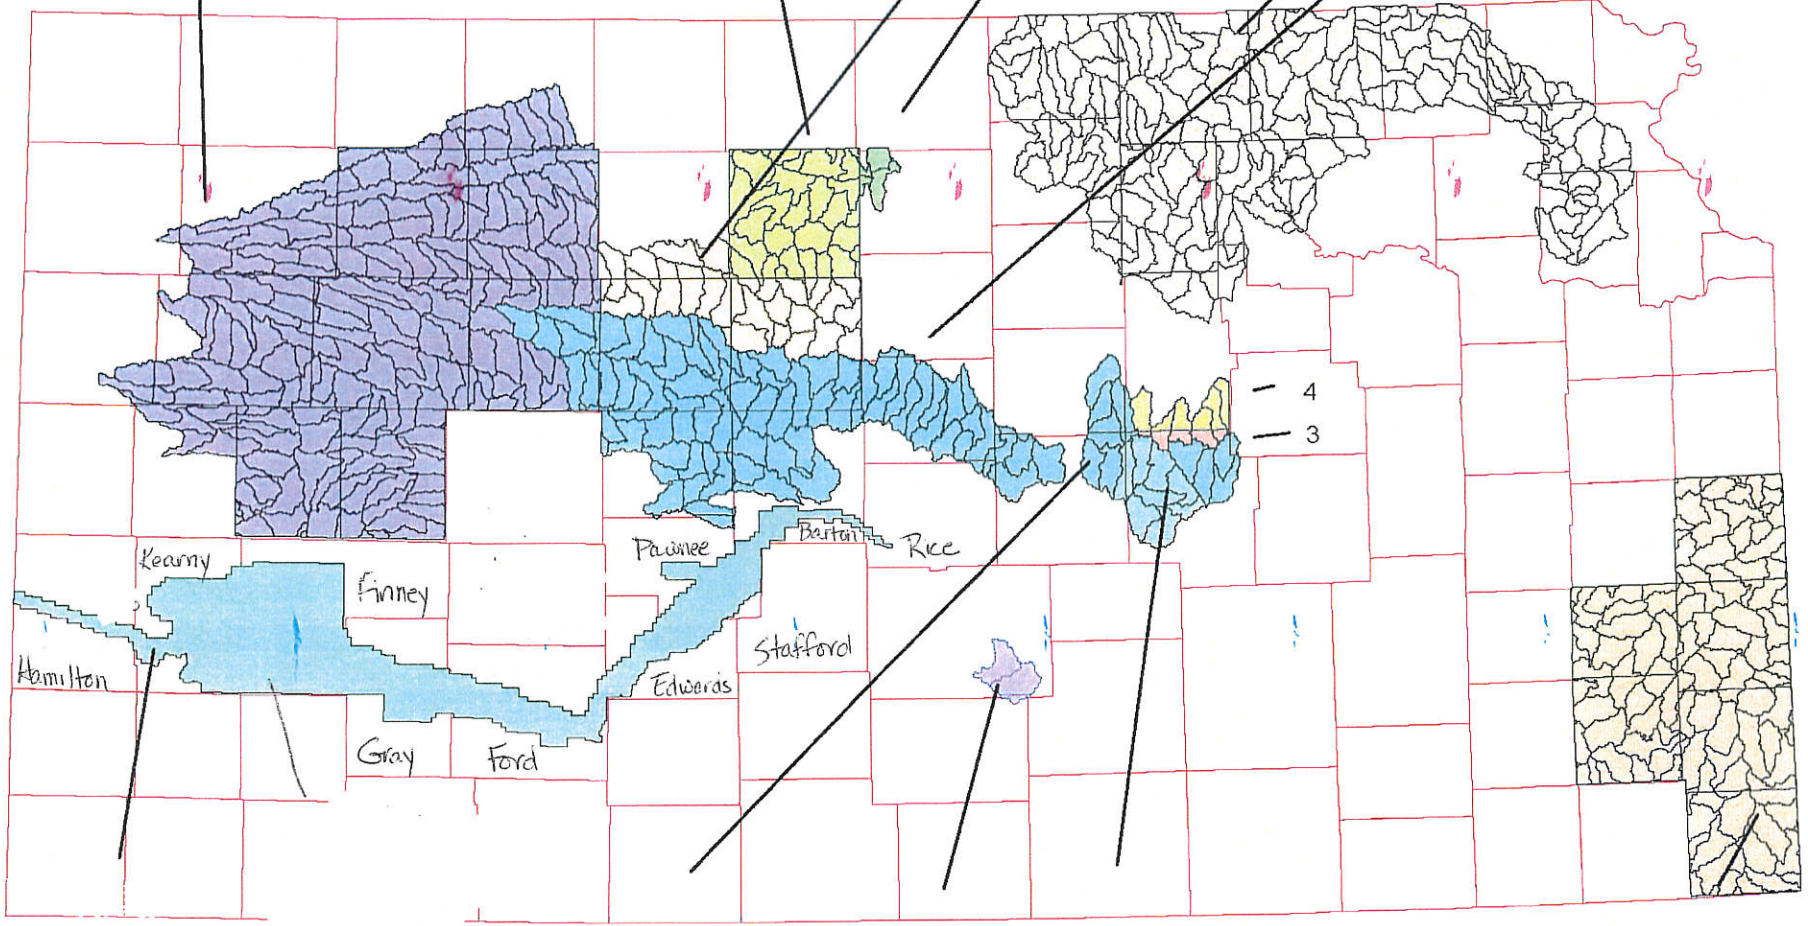 4
3
Kearny
Finney
Pawnee
Barton
Rice
Hamilton
Stafford
Edwards
Gray
Ford